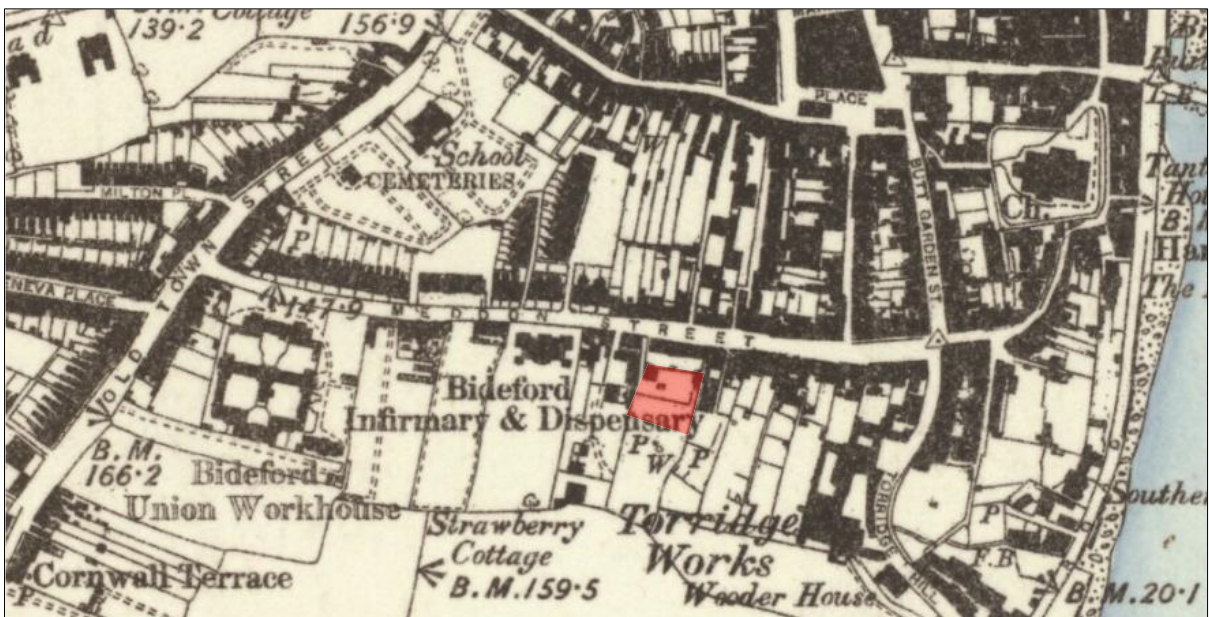 Cottage
139·2
156·9
PLACE
School
CEMETERIES
W
MILTON PL.
OLD TOWN STREET
P
BUTT GARDEN ST.
Ch.
B
The
147·9
MEDDON STREET
Bideford
Infirmary & Dispensary
P
W
P
B.M.
166·2
Bideford
Union Workhouse
Strawberry
Cottage
B.M.159·5
Torridge
Works
Wooder House
TORRIDGE
HILL
P
F.B
B.M.20·1
Cornwall Terrace
P